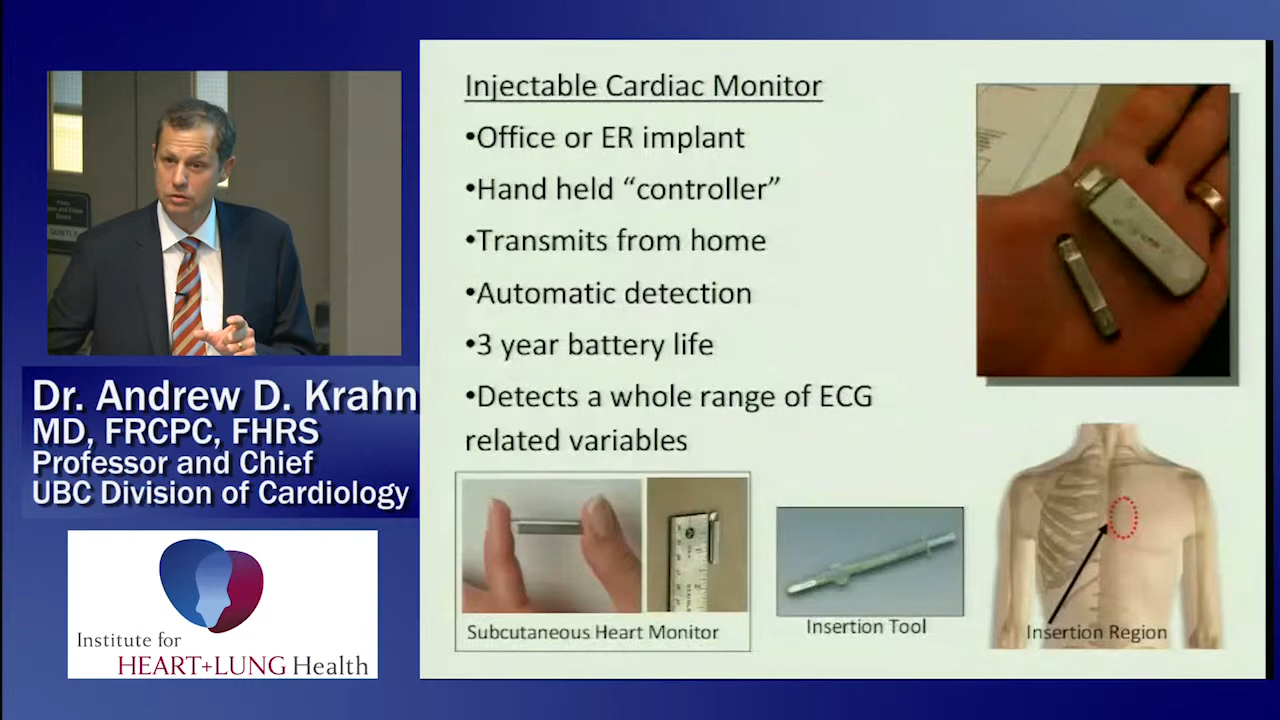 Injectable Cardiac Monitor
•Office or ER implant
•Hand held “controller”
•Transmits from home
•Automatic detection
•3 year battery life
•Detects a whole range of ECG
related variables
Subcutaneous Heart Monitor
Insertion Tool
Insertion Region
QUIETLY
Dr. Andrew D. Krahn
MD, FRCPC, FHRS
Professor and Chief
UBC Division of Cardiology
Institute for
HEART+LUNG Health